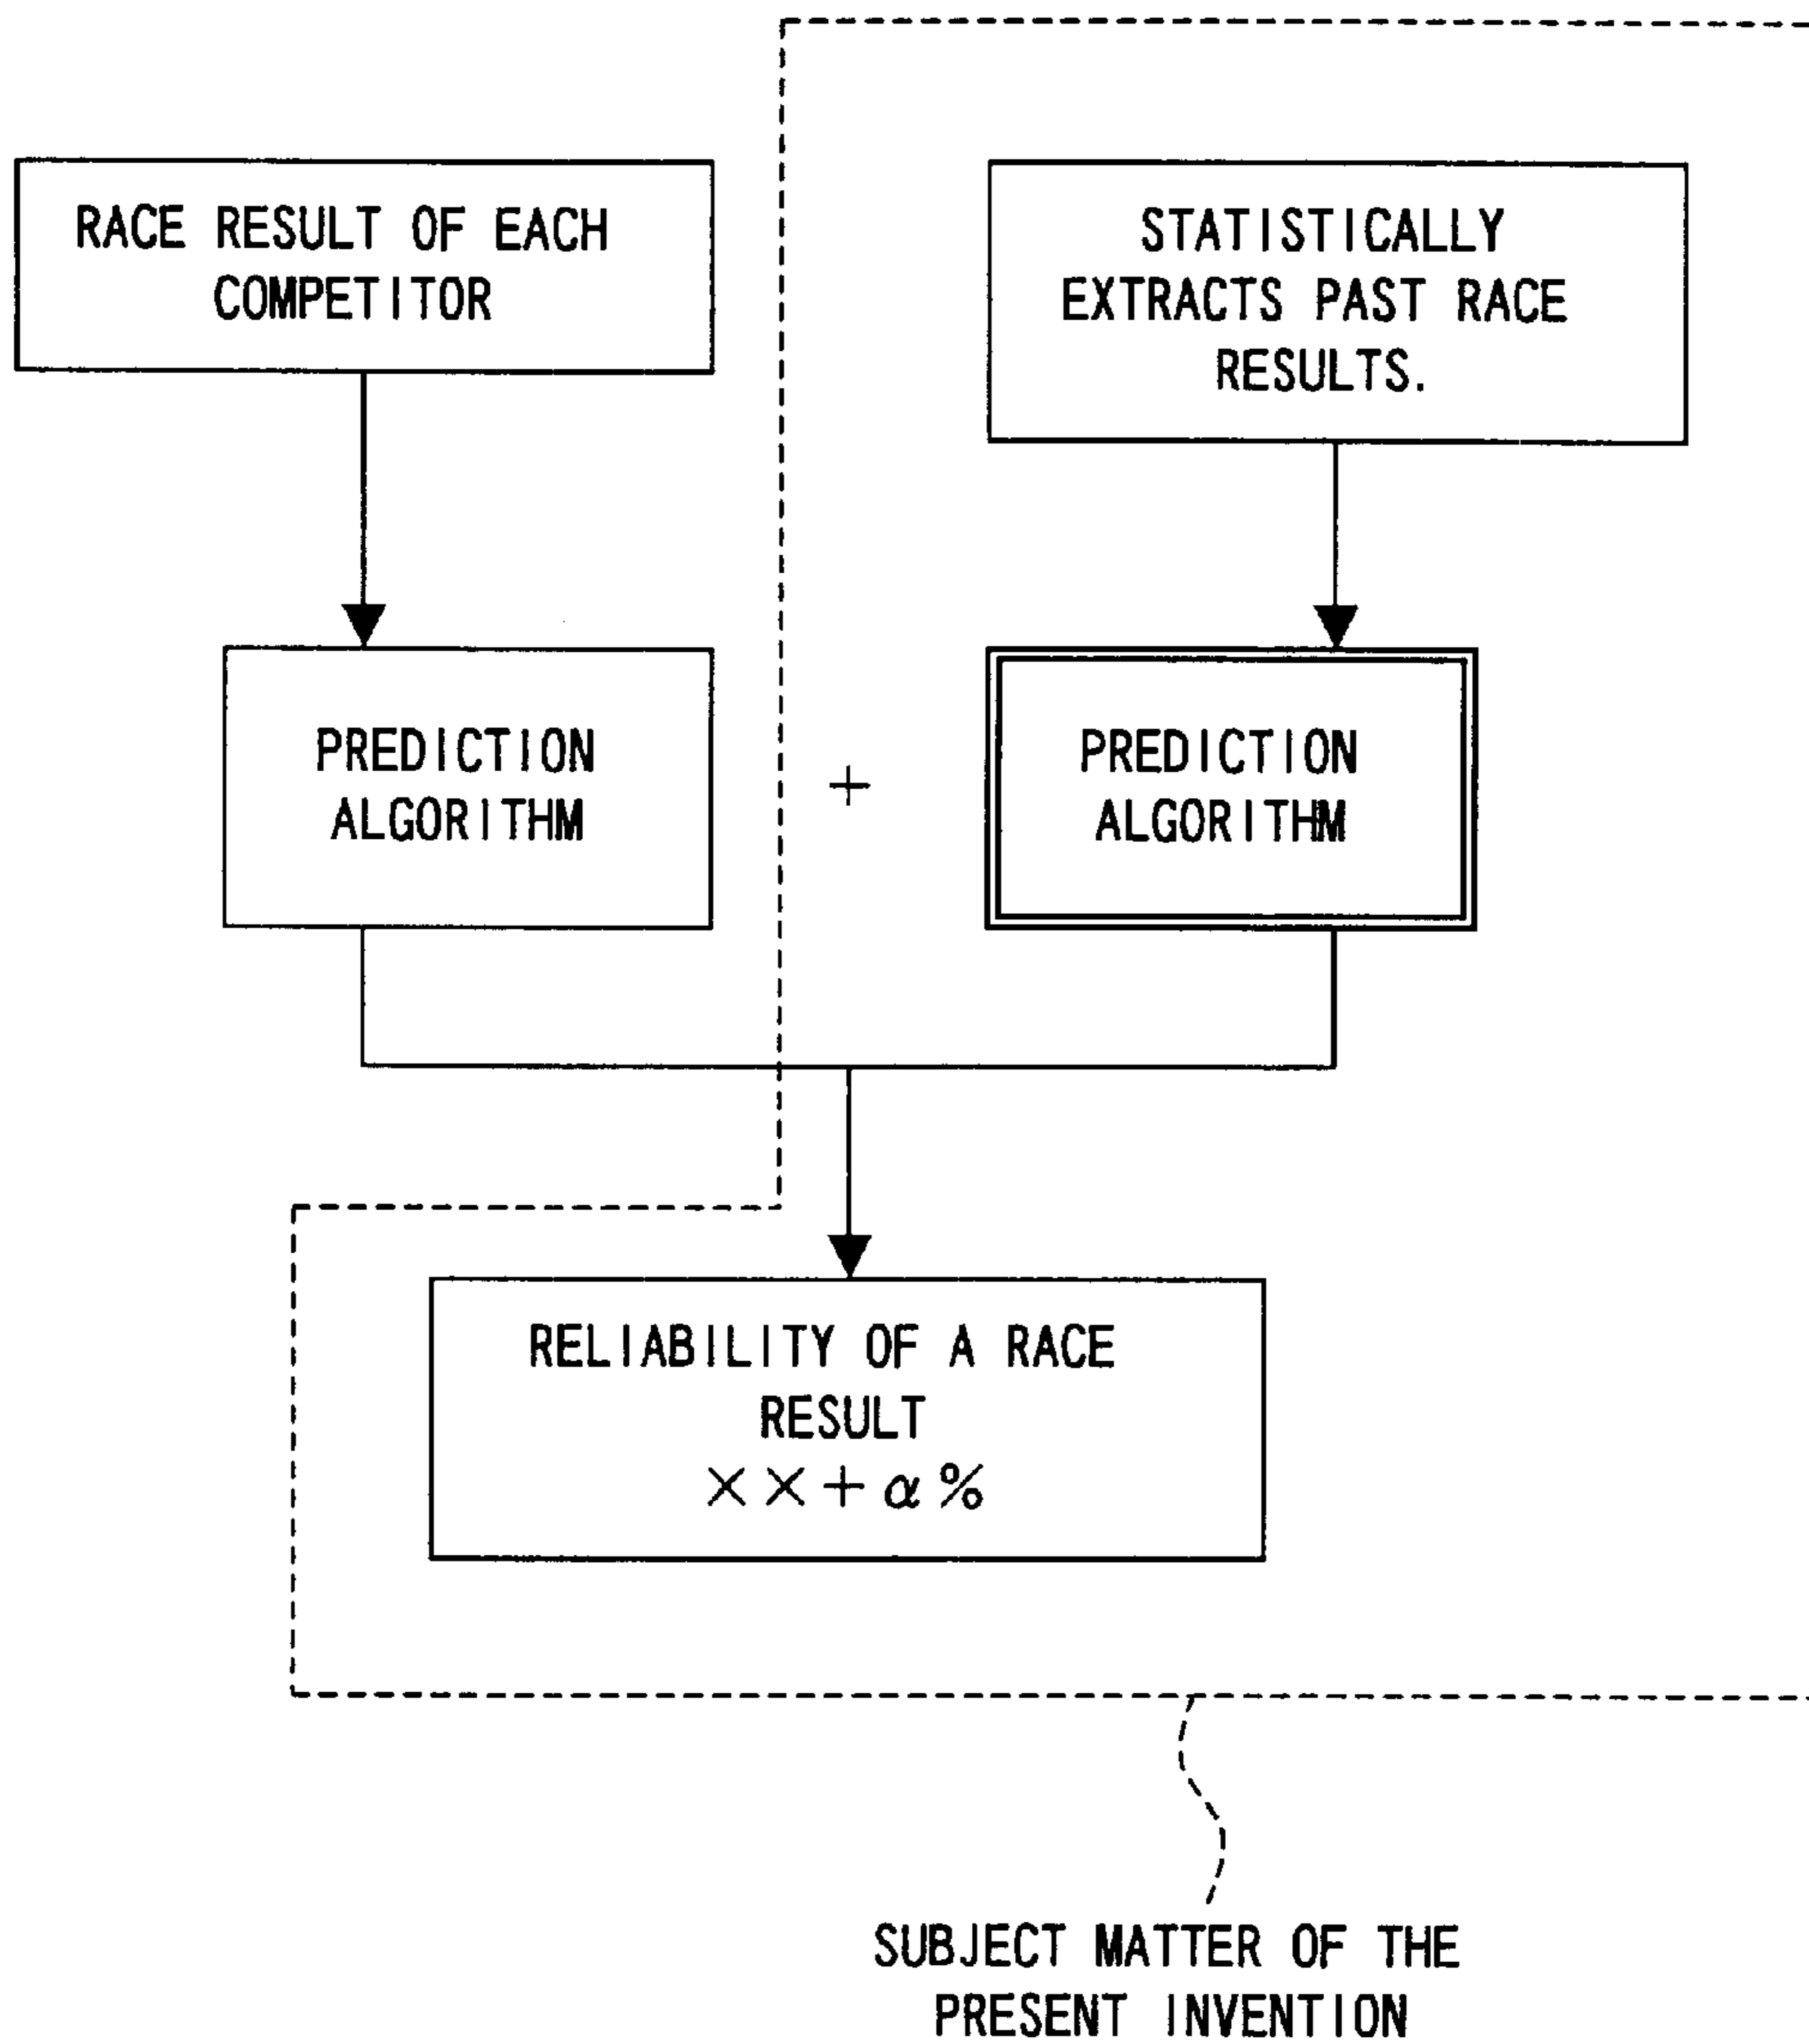 RACE RESULT OF EACH
COMPETITOR
STATISTICALLY
EXTRACTS PAST RACE
RESULTS.
PREDICTION
ALGORITHM
+
PREDICTION
ALGORITHM
RELIABILITY OF A RACE
RESULT
××+α%
SUBJECT MATTER OF THE
PRESENT INVENTION